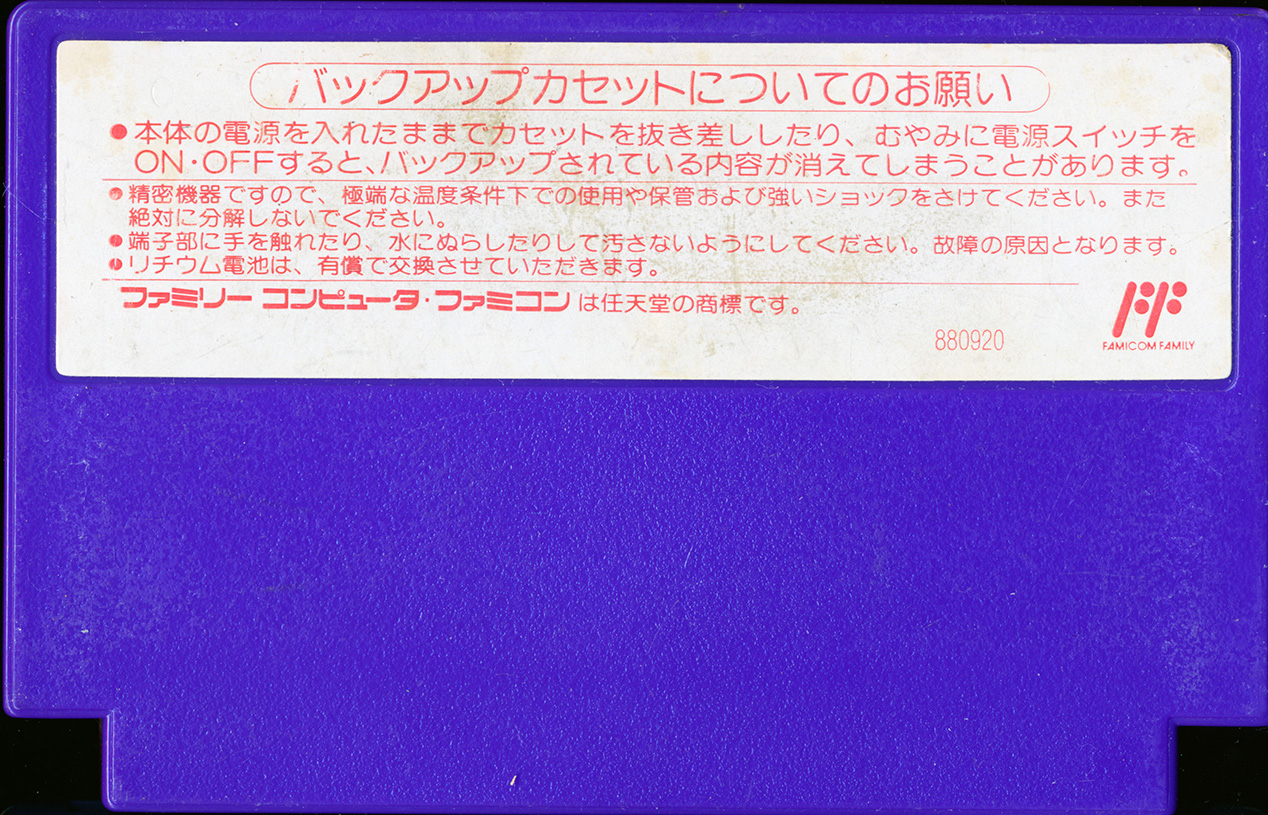 バックアップカセットについてのお願い
●本体の電源を入れたままでカセットを抜き差ししたり、むやみに電源スイッチを
ON・OFFすると、バックアップされている内容が消えてしまうことがあります。
●精密機器ですので、極端な温度条件下での使用や保管および強いショックをさけてください。また
絶対に分解しないでください。
●端子部に手を触れたり、水にぬらしたりして汚さないようにしてください。故障の原因となります。
●リチウム電池は、有償で交換させていただきます。
ファミリーコンピュータ・ファミコンは任天堂の商標です。
880920
FAMICOM FAMILY